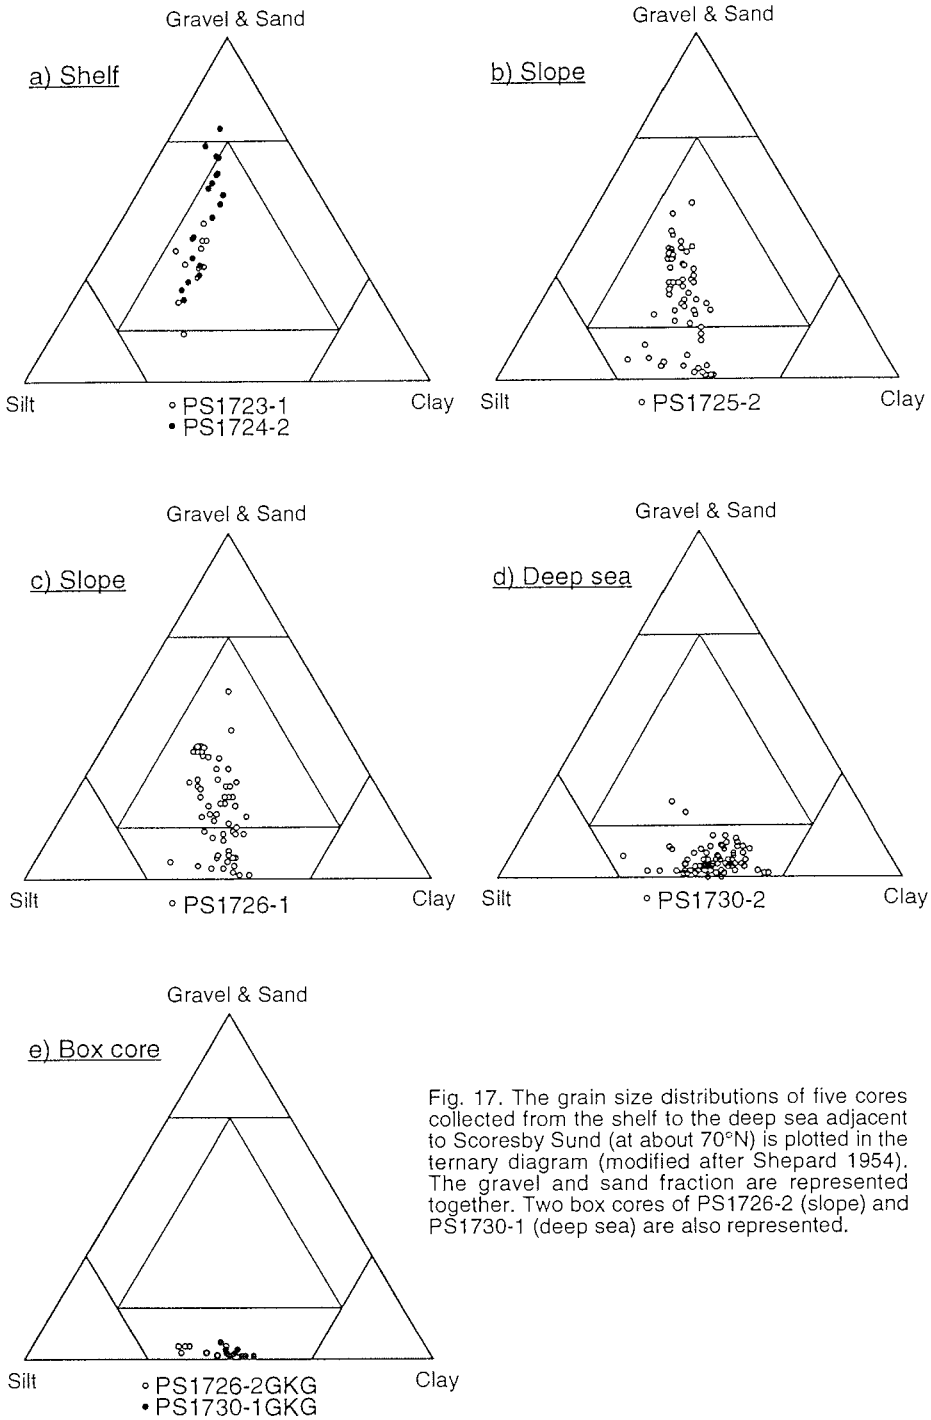 Gravel & Sand
a) Shelf
Silt
Clay
○ PS1723-1
● PS1724-2
Gravel & Sand
b) Slope
Silt
Clay
○ PS1725-2
Gravel & Sand
c) Slope
Silt
Clay
○ PS1726-1
Gravel & Sand
d) Deep sea
Silt
Clay
○ PS1730-2
Gravel & Sand
e) Box core
Silt
Clay
○ PS1726-2GKG
● PS1730-1GKG
Fig. 17. The grain size distributions of five cores
collected from the shelf to the deep sea adjacent
to Scoresby Sund (at about 70°N) is plotted in the
ternary diagram (modified after Shepard 1954).
The gravel and sand fraction are represented
together. Two box cores of PS1726-2 (slope) and
PS1730-1 (deep sea) are also represented.